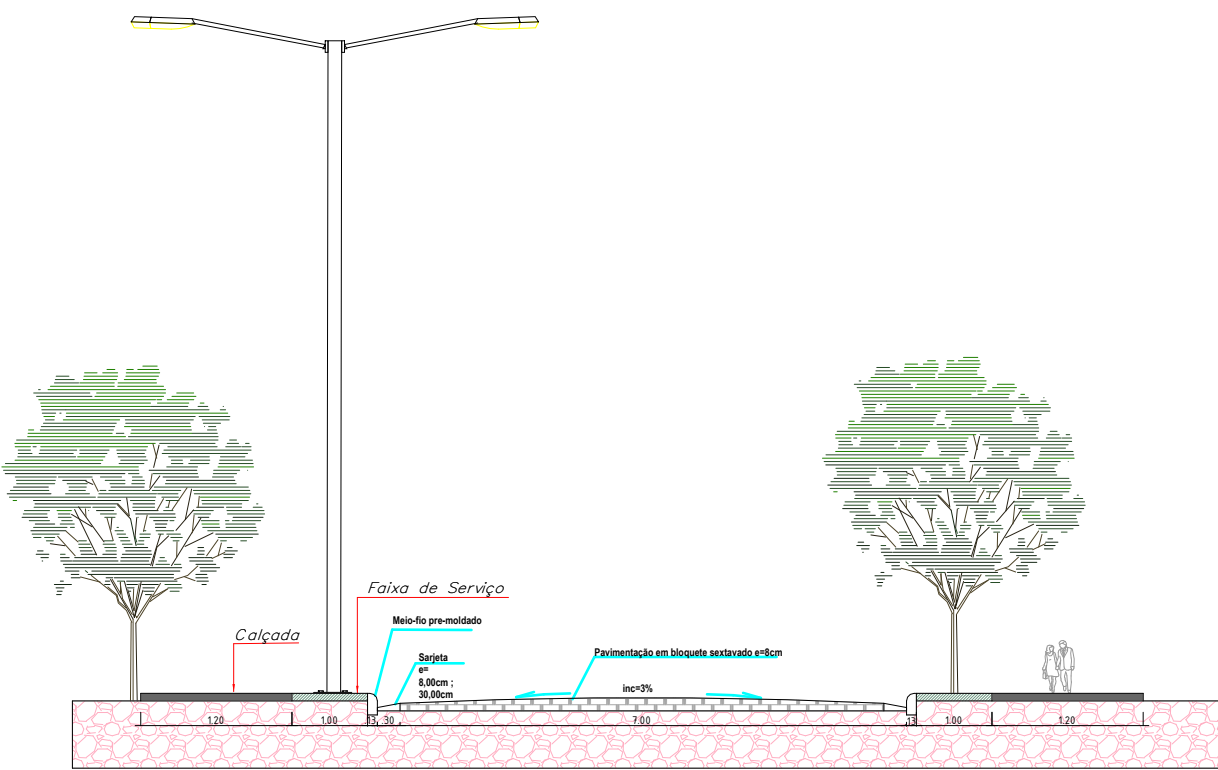 Faixa de Serviço
Meio-fio pre-moldado
Calçada
Sarjeta
e=
8,00cm ;
30,00cm
Pavimentação em bloquete sextavado e=8cm
inc=3%
1.20
1.00
.13
.30
7.00
.13
1.00
1.20